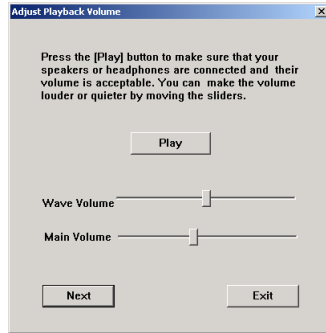 Adjust Playback Volume
Press the [Play] button to make sure that your
speakers or headphones are connected and their
volume is acceptable. You can make the volume
louder or quieter by moving the sliders.
Play
Wave Volume
Main Volume
Next
Exit